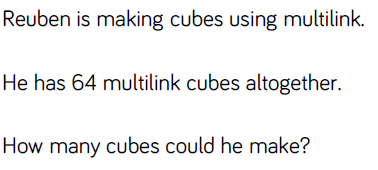 Reuben is making cubes using multilink.
He has 64 multilink cubes altogether.
How many cubes could he make?